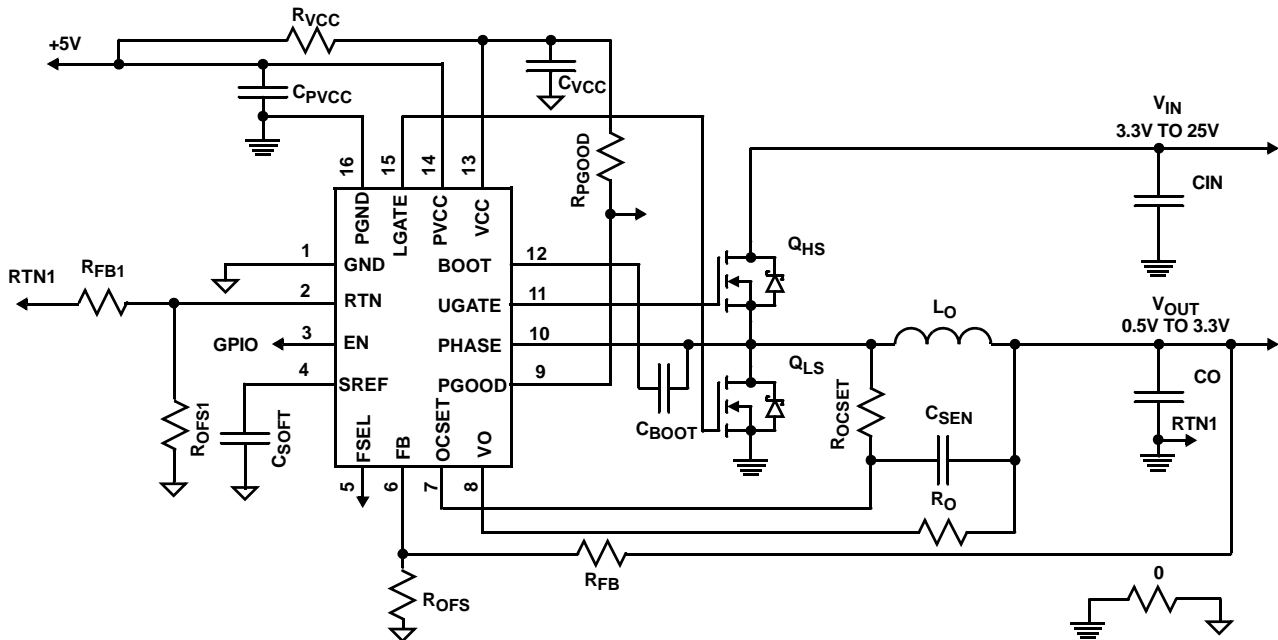 RVCC
+5V
CPVCC
CVCC
RPGOOD
VIN
3.3V TO 25V
CIN
16
15
14
13
PGND
LGATE
PVCC
VCC
1
GND
BOOT
12
QHS
RTN1
RFB1
2
RTN
UGATE
11
LO
VOUT
0.5V TO 3.3V
GPIO
3
EN
PHASE
10
4
SREF
PGOOD
9
QLS
CO
ROFS1
CSOFT
FSEL
FB
OCSET
VO
CBOOT
ROCSET
CSEN
RTN1
5
6
7
8
RO
RFB
ROFS
0